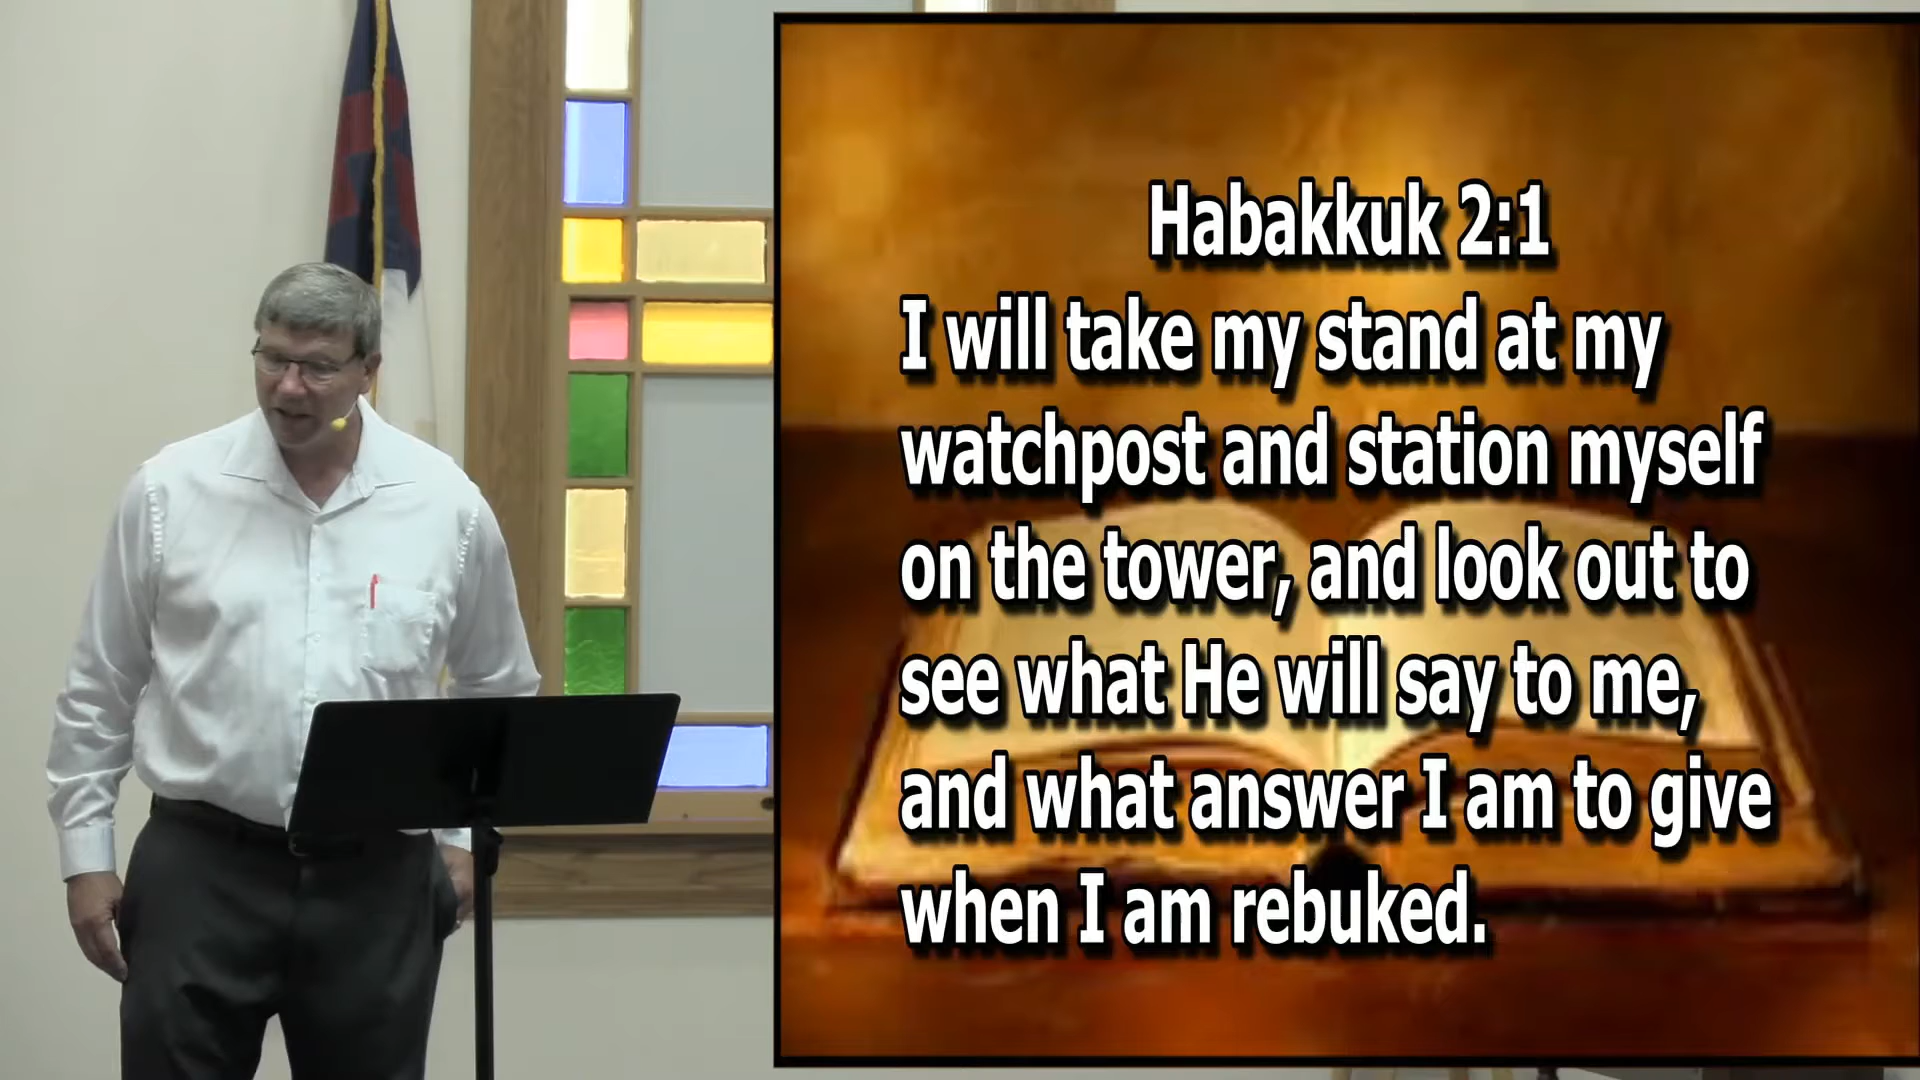 Habakkuk 2:1
I will take my stand at my
watchpost and station myself
on the tower, and look out to
see what He will say to me,
and what answer I am to give
when I am rebuked.